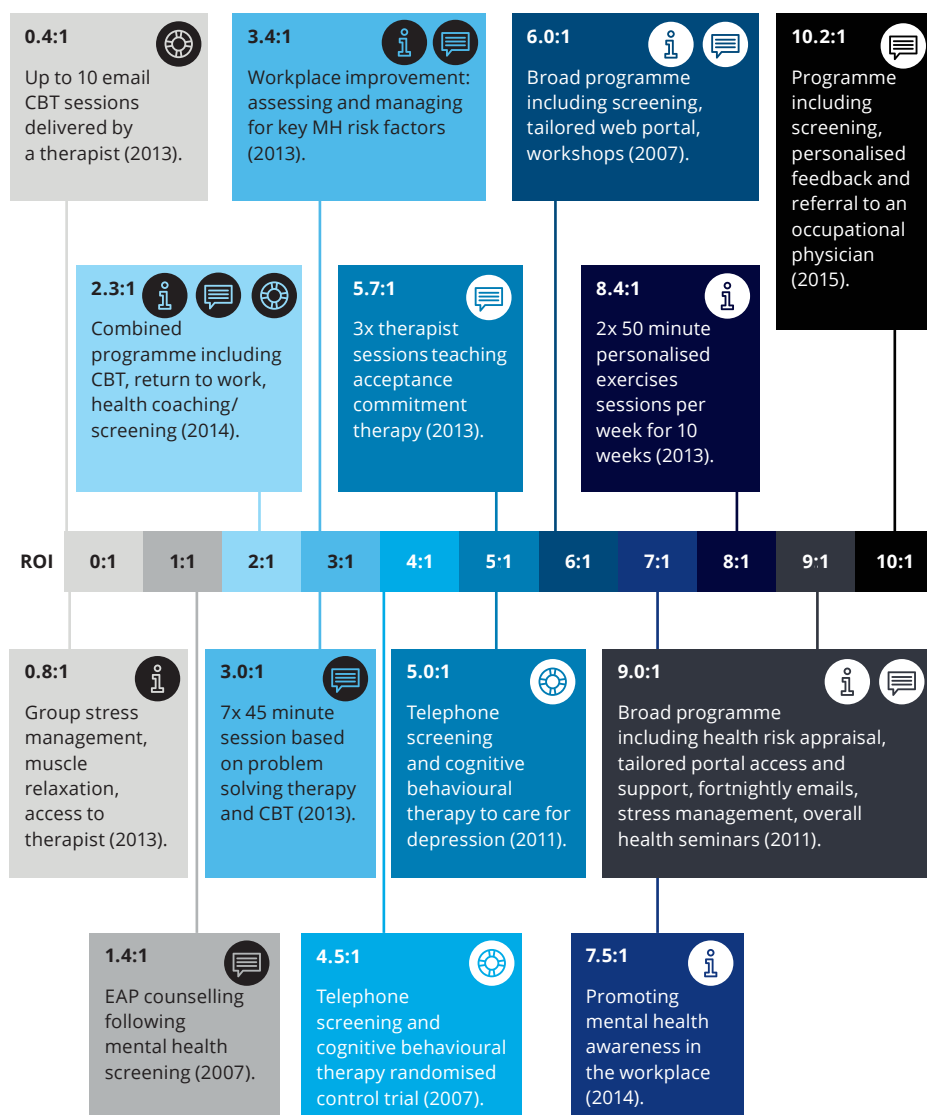 0.4:1
Up to 10 email
CBT sessions
delivered by
a therapist (2013).
3.4:1
Workplace improvement:
assessing and managing
for key MH risk factors
(2013).
6.0:1
Broad programme
including screening,
tailored web portal,
workshops (2007).
10.2:1
Programme
including
screening,
personalised
feedback and
referral to an
occupational
physician
(2015).
2.3:1
Combined
programme including
CBT, return to work,
health coaching/
screening (2014).
5.7:1
3x therapist
sessions teaching
acceptance
commitment
therapy (2013).
8.4:1
2x 50 minute
personalised
exercises
sessions per
week for 10
weeks (2013).
ROI 0:1 1:1 2:1 3:1 4:1 5:1 6:1 7:1 8:1 9:1 10:1
0.8:1
Group stress
management,
muscle
relaxation,
access to
therapist (2013).
3.0:1
7x 45 minute
session based
on problem
solving therapy
and CBT (2013).
5.0:1
Telephone
screening
and cognitive
behavioural
therapy to care for
depression (2011).
9.0:1
Broad programme
including health risk appraisal,
tailored portal access and
support, fortnightly emails,
stress management, overall
health seminars (2011).
1.4:1
EAP counselling
following
mental health
screening (2007).
4.5:1
Telephone
screening and
cognitive behavioural
therapy randomised
control trial (2007).
7.5:1
Promoting
mental health
awareness in
the workplace
(2014).